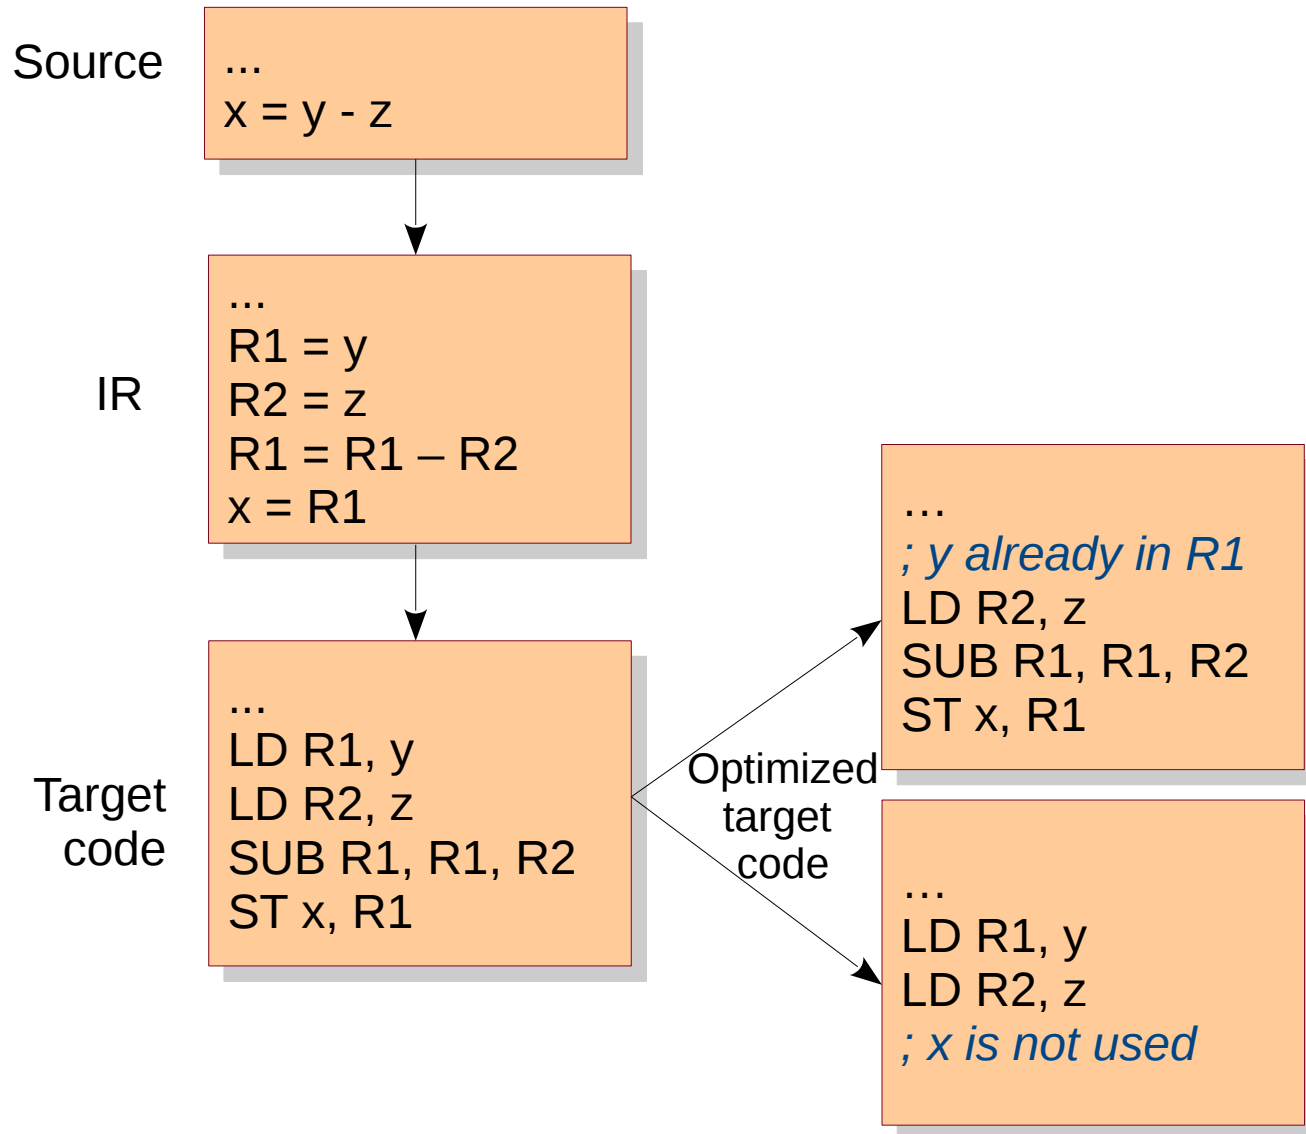 Source
...
x = y - z
IR
...
R1 = y
R2 = z
R1 = R1 – R2
x = R1
Target
code
...
LD R1, y
LD R2, z
SUB R1, R1, R2
ST x, R1
Optimized
target
code
…
; y already in R1
LD R2, z
SUB R1, R1, R2
ST x, R1
…
LD R1, y
LD R2, z
; x is not used